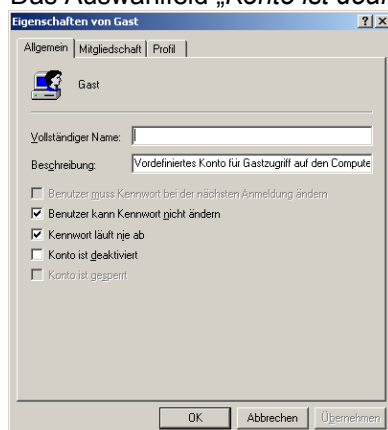 Das Auswahlfeld „Konto ist
Eigenschaften von Gast
Allgemein Mitgliedschaft Profil
Gast
Vollständiger Name:
Beschreibung: Vordefiniertes Konto für Gastzugriff auf den Compute
Benutzer muss Kennwort bei der nächsten Anmeldung ändern
Benutzer kann Kennwort nicht ändern
Kennwort läuft nie ab
Konto ist deaktiviert
Konto ist gesperrt
OK Abbrechen Übernehmen